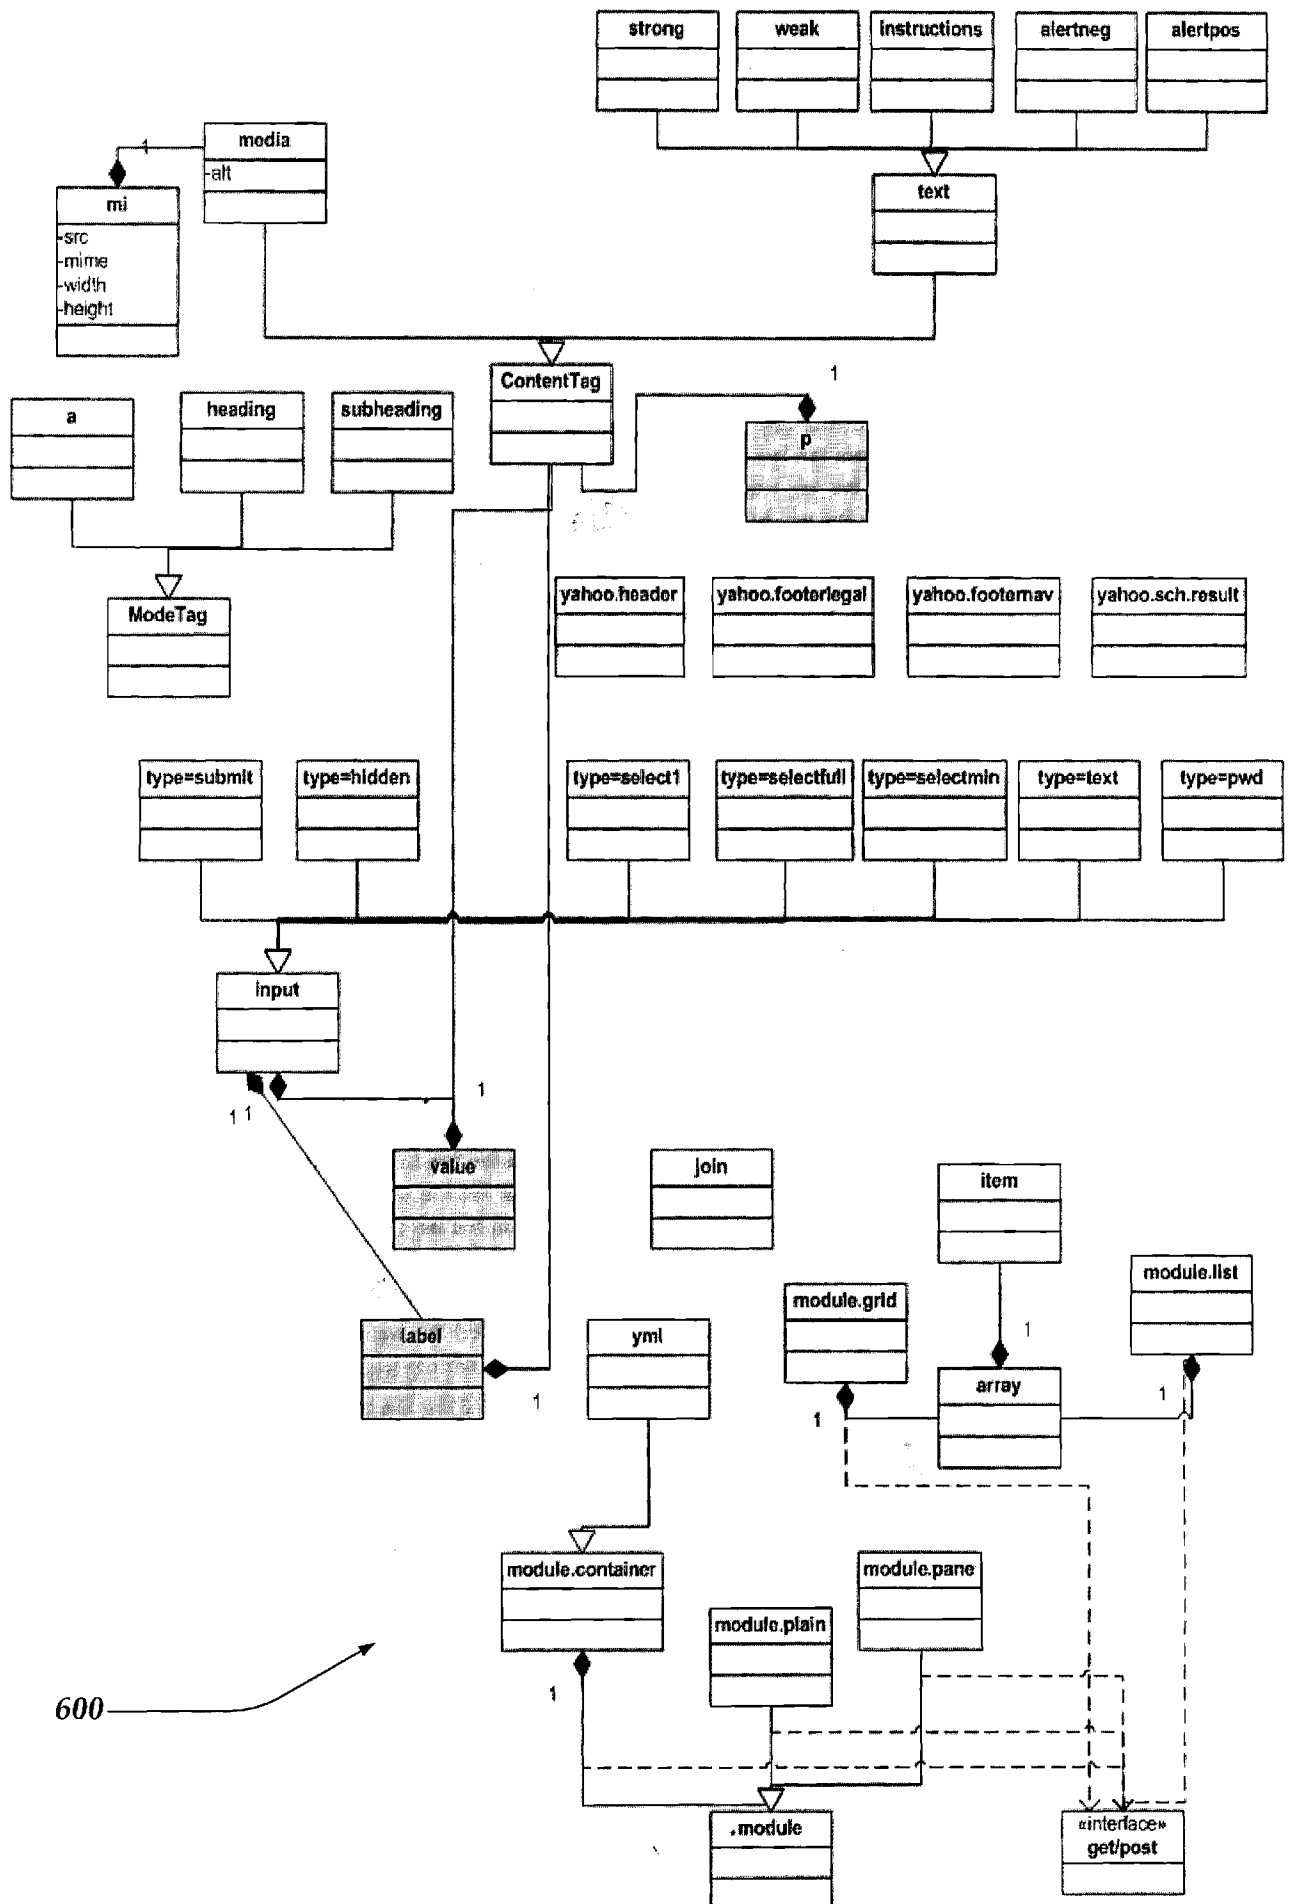 strong
weak
instructions
alertneg
alertpos
media
-alt
1
mi
-src
-mime
-width
-height
text
ContentTag
1
a
heading
subheading
p
ModeTag
yahoo.header
yahoo.footerlegal
yahoo.footernav
yahoo.sch.result
type=submit
type=hidden
type=select1
type=selectfull
type=selectmin
type=text
type=pwd
input
1 1
1
value
join
item
module.list
module.grid
1
label
yml
array
1
1
1
module.container
module.pane
module.plain
1
600
.module
«interface»
get/post